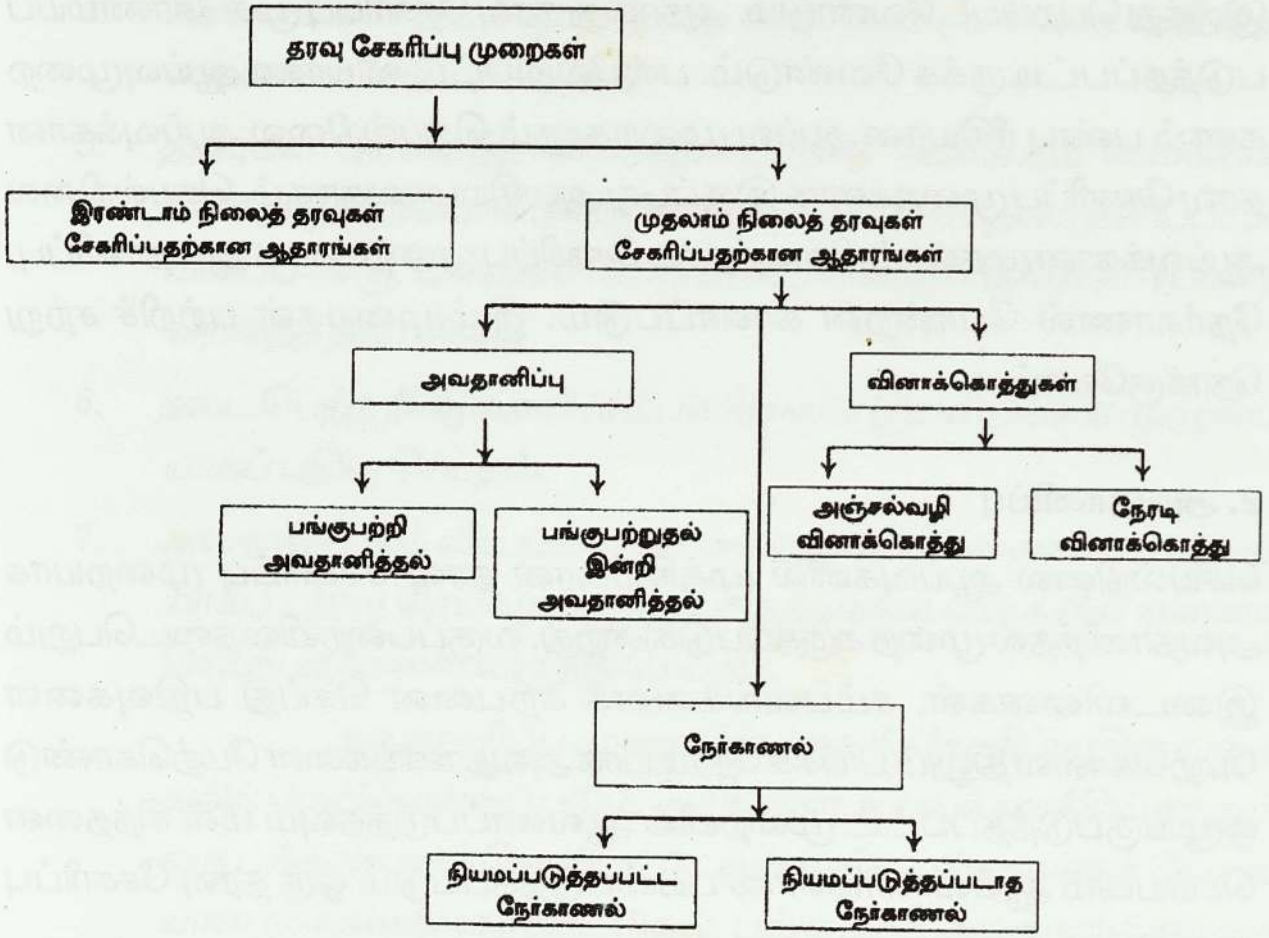 தரவு சேகரிப்பு முறைகள்
இரண்டாம் நிலைத் தரவுகள்
சேகரிப்பதற்கான ஆதாரங்கள்
முதலாம் நிலைத் தரவுகள்
சேகரிப்பதற்கான ஆதாரங்கள்
அவதானிப்பு
வினாக்கொத்துகள்
பங்குபற்றி
அவதானித்தல்
பங்குபற்றுதல்
இன்றி
அவதானித்தல்
அஞ்சல்வழி
வினாக்கொத்து
நேரடி
வினாக்கொத்து
நேர்காணல்
நியமப்படுத்தப்பட்
நேர்காணல்
நியமப்படுத்தப்படாத
நேர்காணல்